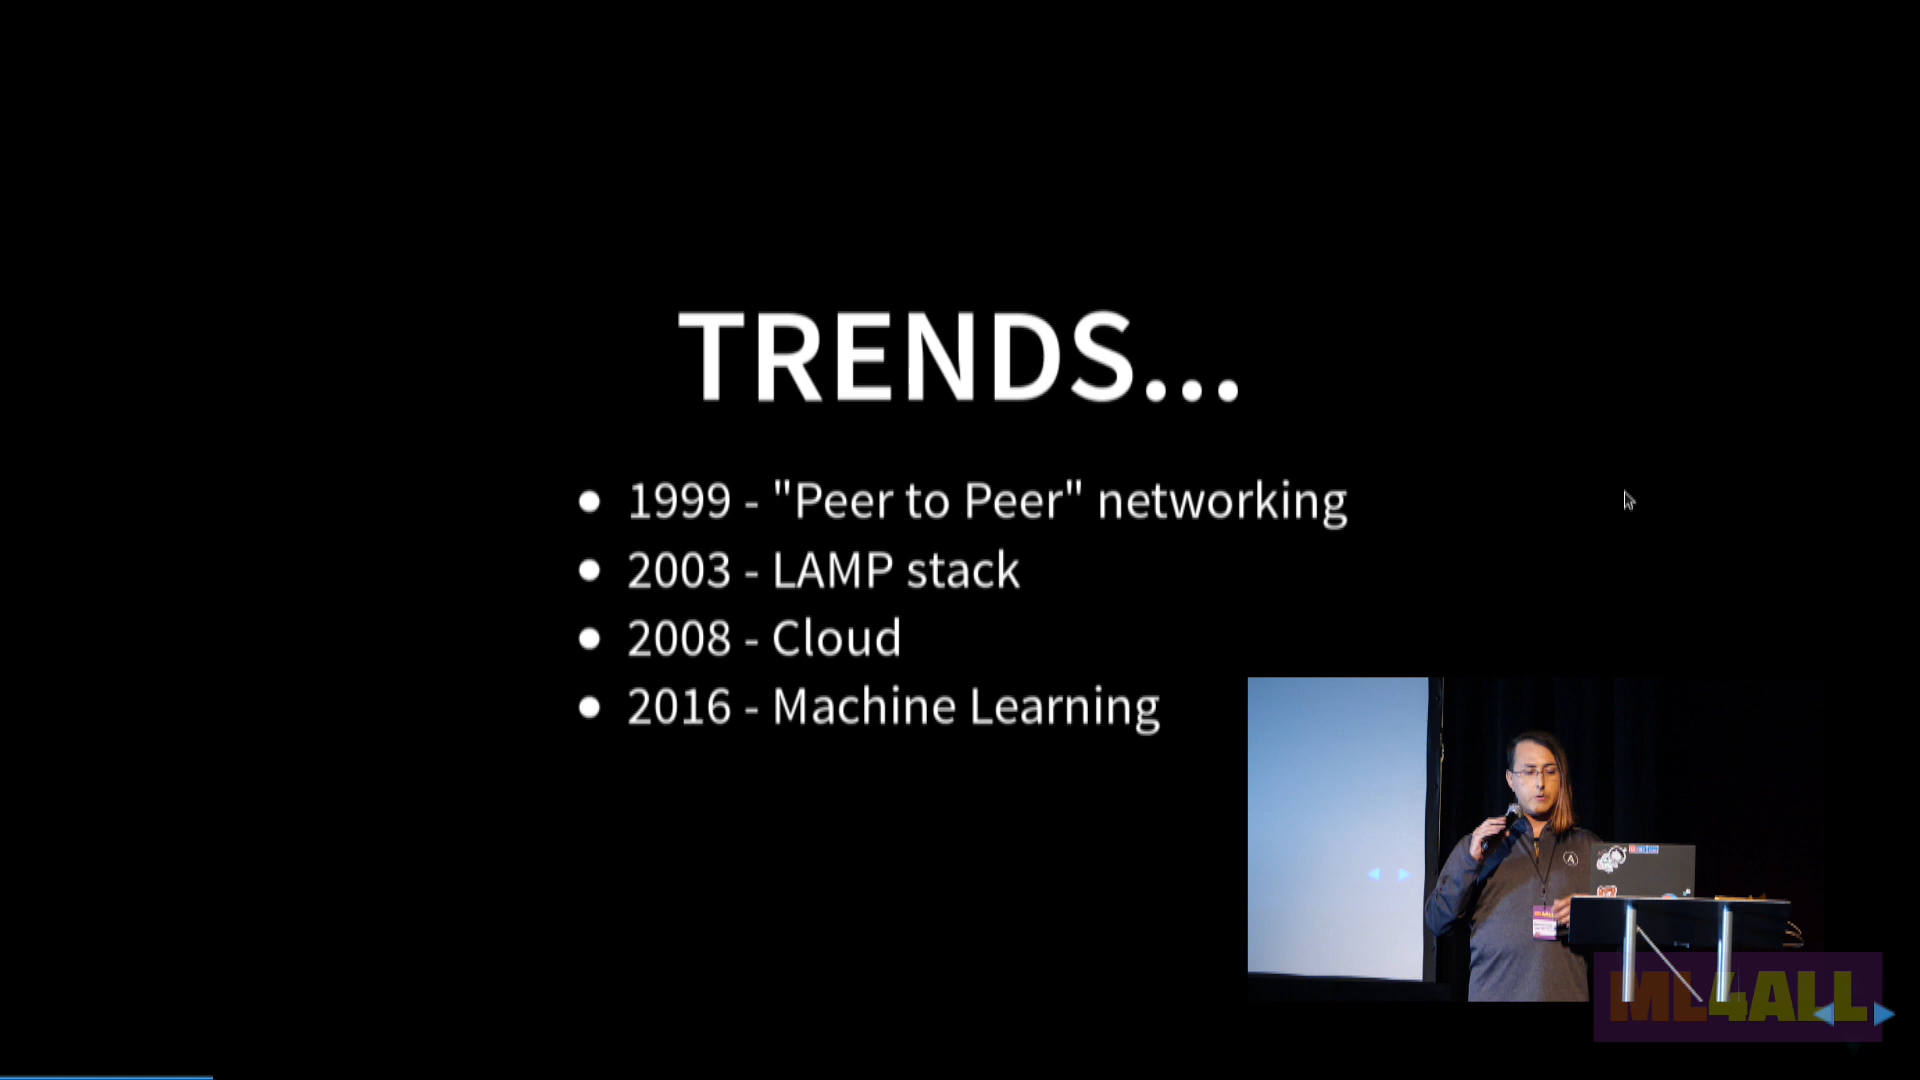 TRENDS...
1999 - "Peer to Peer" networking
2003 - LAMP stack
2008 - Cloud
2016 - Machine Learning
ML4ALL